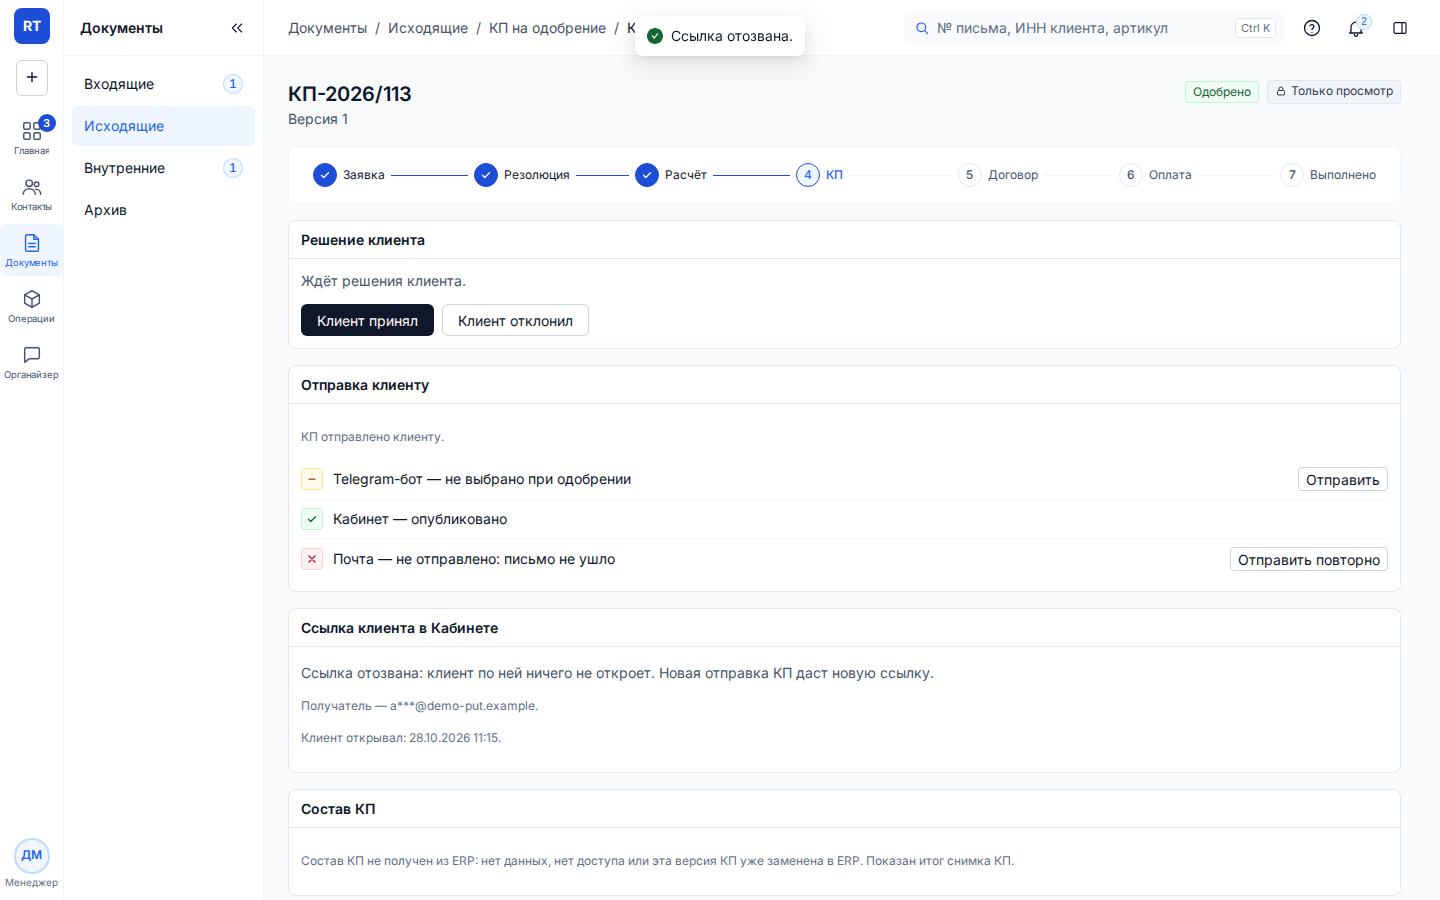 RT
Документы
Документы / Исходящие / КП на одобрение / К
Ссылка отозвана.
№ письма, ИНН клиента, артикул
Ctrl K
2
3
Главная
Контакты
Документы
Операции
Органайзер
ДМ
Менеджер
Входящие 1
Исходящие
Внутренние 1
Архив
КП-2026/113
Версия 1
Одобрено
Только просмотр
Заявка
Резолюция
Расчёт
4 КП
5 Договор
6 Оплата
7 Выполнено
Решение клиента
Ждёт решения клиента.
Клиент принял
Клиент отклонил
Отправка клиенту
КП отправлено клиенту.
Telegram-бот — не выбрано при одобрении
Отправить
Кабинет — опубликовано
Почта — не отправлено: письмо не ушло
Отправить повторно
Ссылка клиента в Кабинете
Ссылка отозвана: клиент по ней ничего не откроет. Новая отправка КП даст новую ссылку.
Получатель — a***@demo-put.example.
Клиент открывал: 28.10.2026 11:15.
Состав КП
Состав КП не получен из ERP: нет данных, нет доступа или эта версия КП уже заменена в ERP. Показан итог снимка КП.